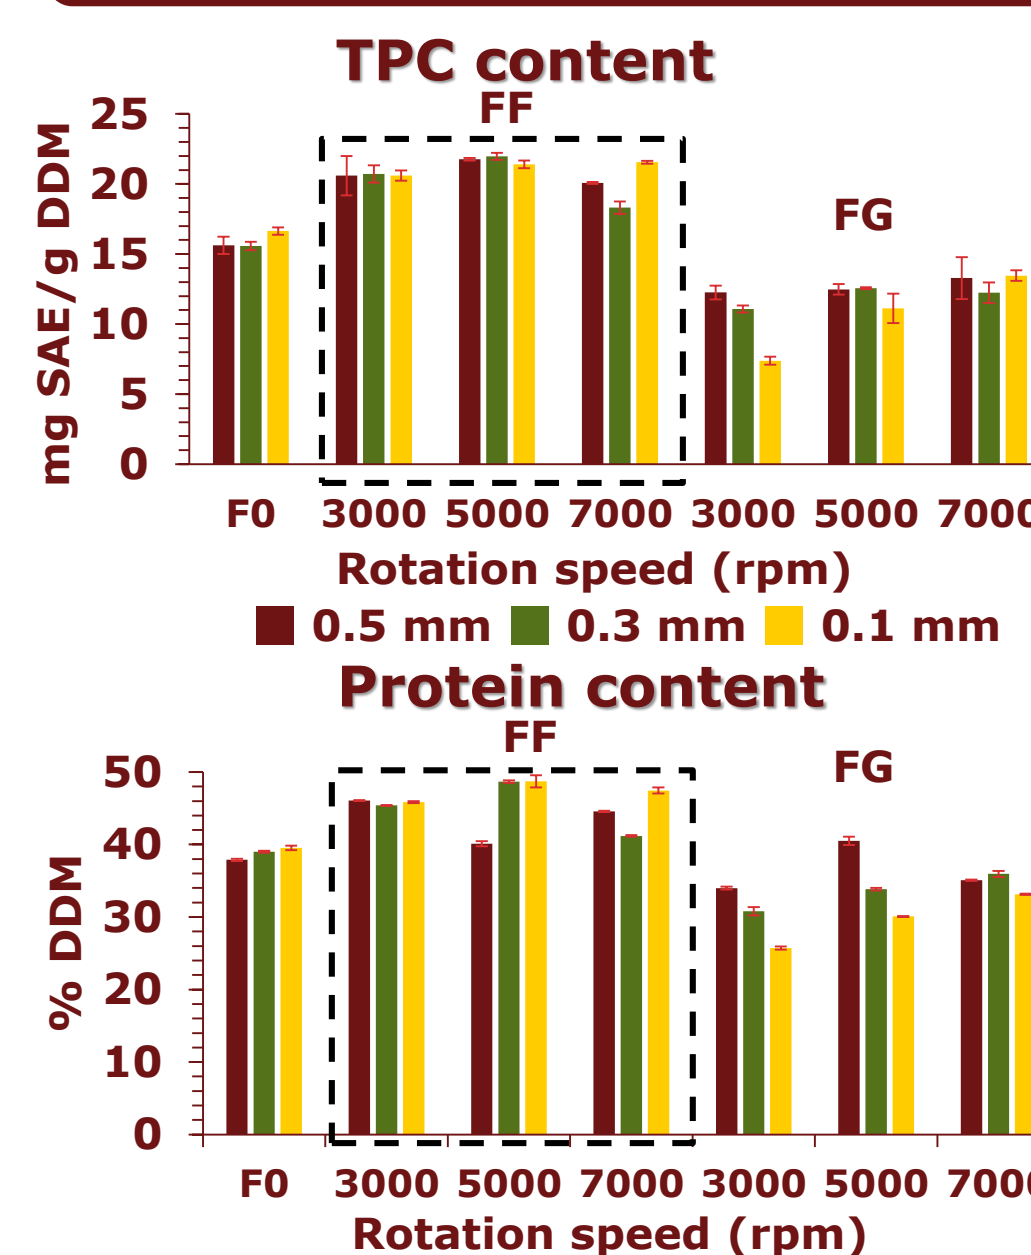 TPC content
FF
FG
mg SAE/g DDM
25
20
15
10
5
0
F0 3000 5000 7000 3000 5000 7000
Rotation speed (rpm)
0.5 mm 0.3 mm 0.1 mm
Protein content
FF
FG
% DDM
50
40
30
20
10
0
F0 3000 5000 7000 3000 5000 7000
Rotation speed (rpm)